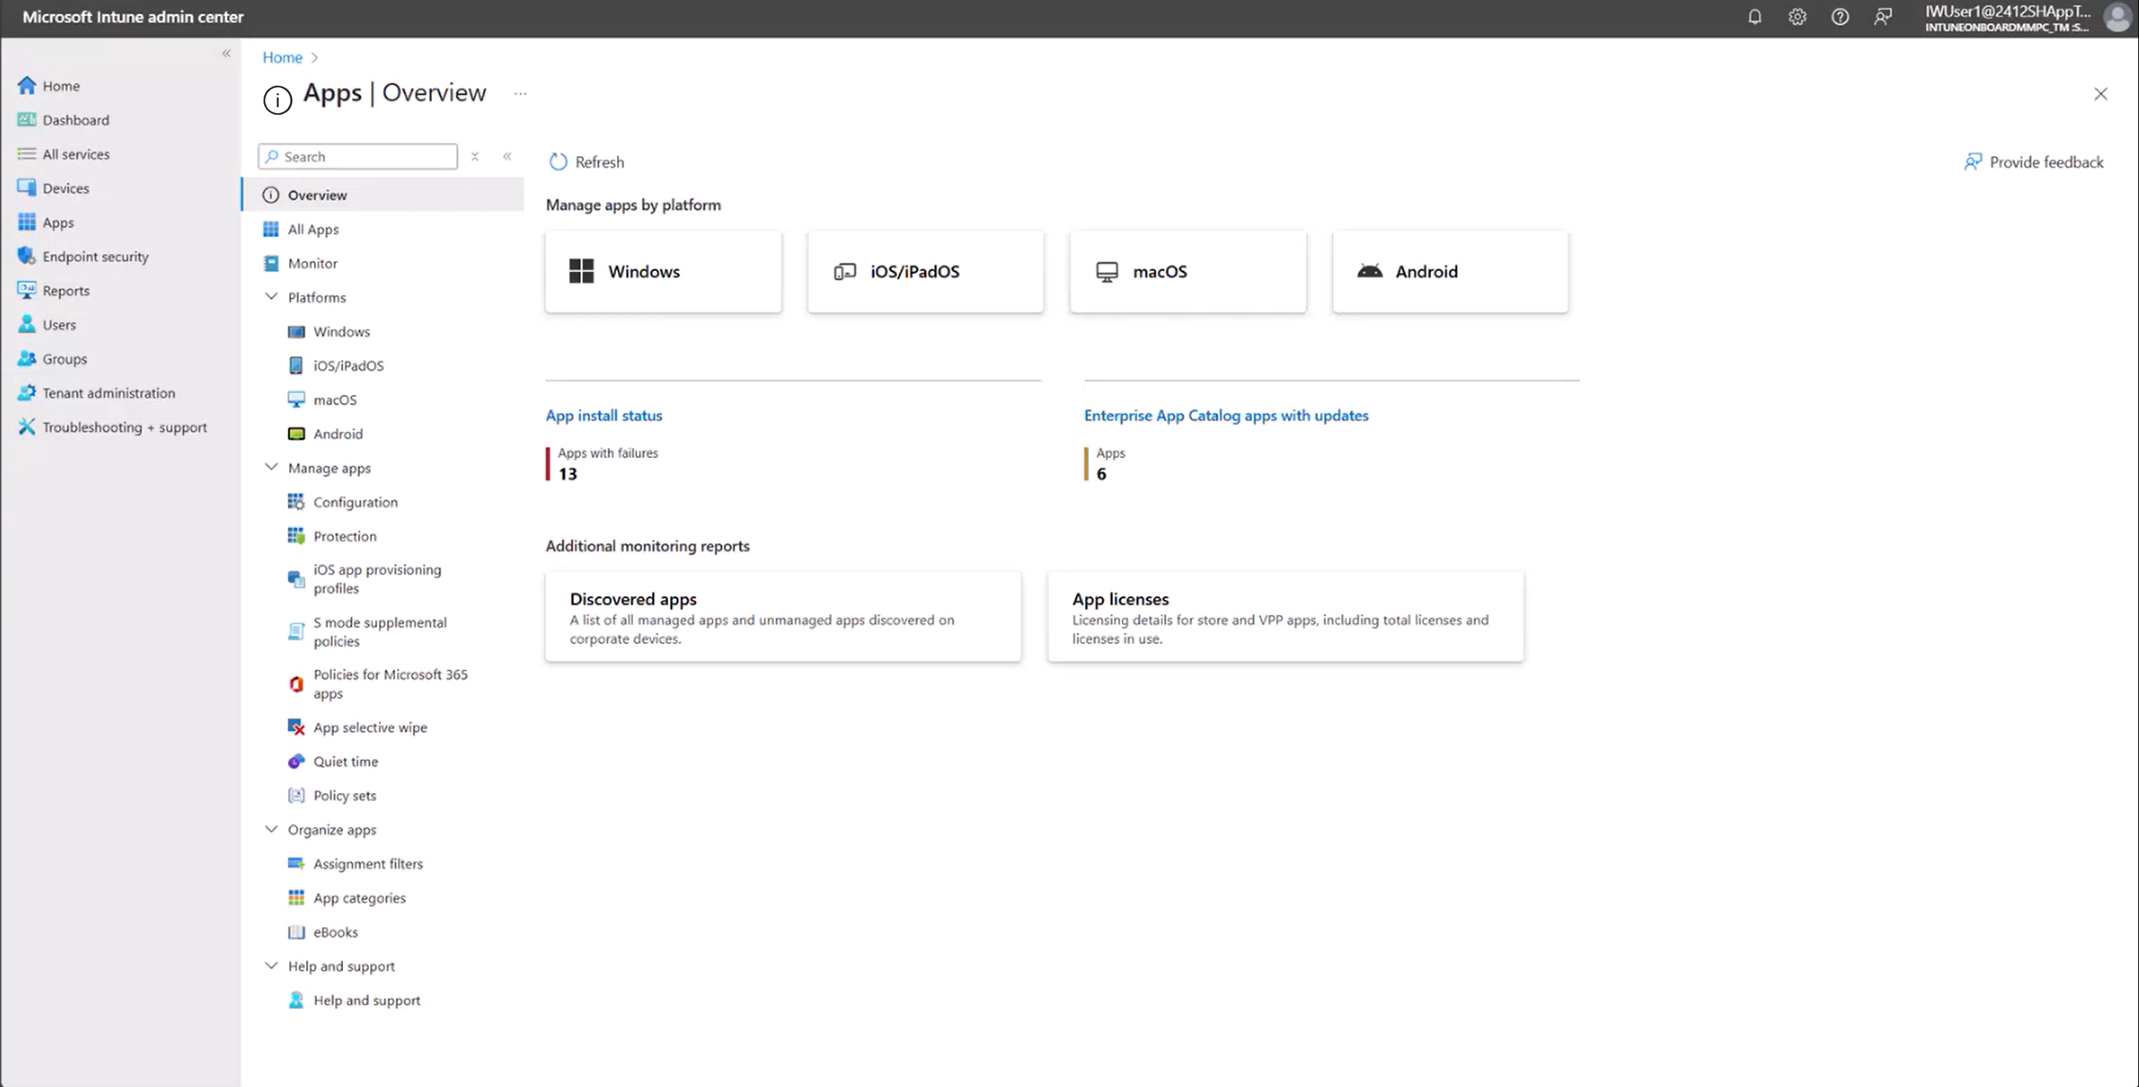 Microsoft Intune admin center
IWUser1@2412SHAppT...
INTUNEONBOARDMMPC_TM :S...
Home
Dashboard
All services
Devices
Apps
Endpoint security
Reports
Users
Groups
Tenant administration
Troubleshooting + support
Home
Apps | Overview
Search
Overview
All Apps
Monitor
Platforms
Windows
iOS/iPadOS
macOS
Android
Manage apps
Configuration
Protection
iOS app provisioning
profiles
S mode supplemental
policies
Policies for Microsoft 365
apps
App selective wipe
Quiet time
Policy sets
Organize apps
Assignment filters
App categories
eBooks
Help and support
Help and support
Refresh
Provide feedback
Manage apps by platform
Windows
iOS/iPadOS
macOS
Android
App install status
Apps with failures
13
Enterprise App Catalog apps with updates
Apps
6
Additional monitoring reports
Discovered apps
A list of all managed apps and unmanaged apps discovered on
corporate devices.
App licenses
Licensing details for store and VPP apps, including total licenses and
licenses in use.